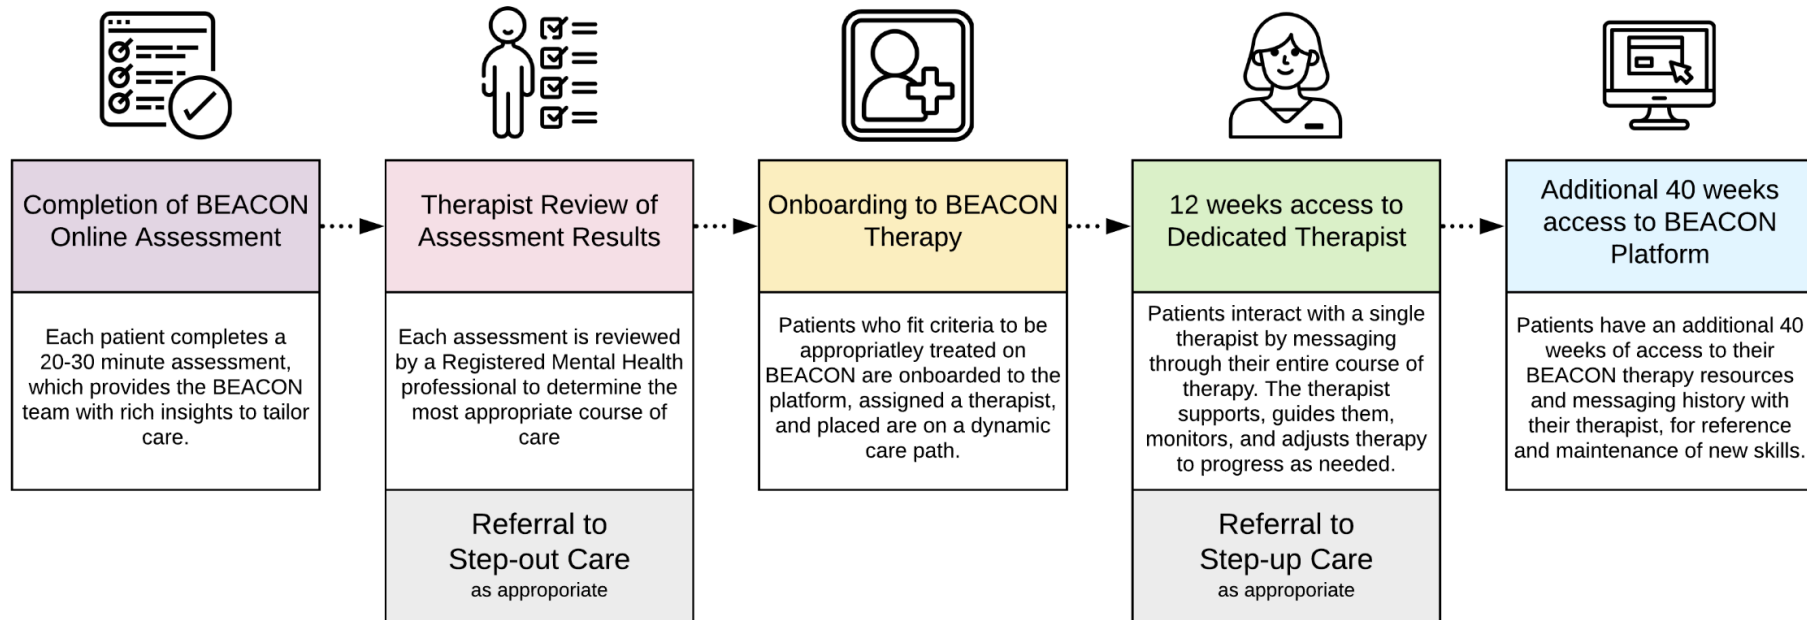 Completion of BEACON
Online Assessment
Each patient completes a
20-30 minute assessment,
which provides the BEACON
team with rich insights to tailor
care.
Therapist Review of
Assessment Results
Each assessment is reviewed
by a Registered Mental Health
professional to determine the
most appropriate course of
care
Referral to
Step-out Care
as approporiate
Onboarding to BEACON
Therapy
Patients who fit criteria to be
appropriatley treated on
BEACON are onboarded to the
platform, assigned a therapist,
and placed are on a dynamic
care path.
12 weeks access to
Dedicated Therapist
Patients interact with a single
therapist by messaging
through their entire course of
therapy. The therapist
supports, guides them,
monitors, and adjusts therapy
to progress as needed.
Referral to
Step-up Care
as approporiate
Additional 40 weeks
access to BEACON
Platform
Patients have an additional 40
weeks of access to their
BEACON therapy resources
and messaging history with
their therapist, for reference
and maintenance of new skills.